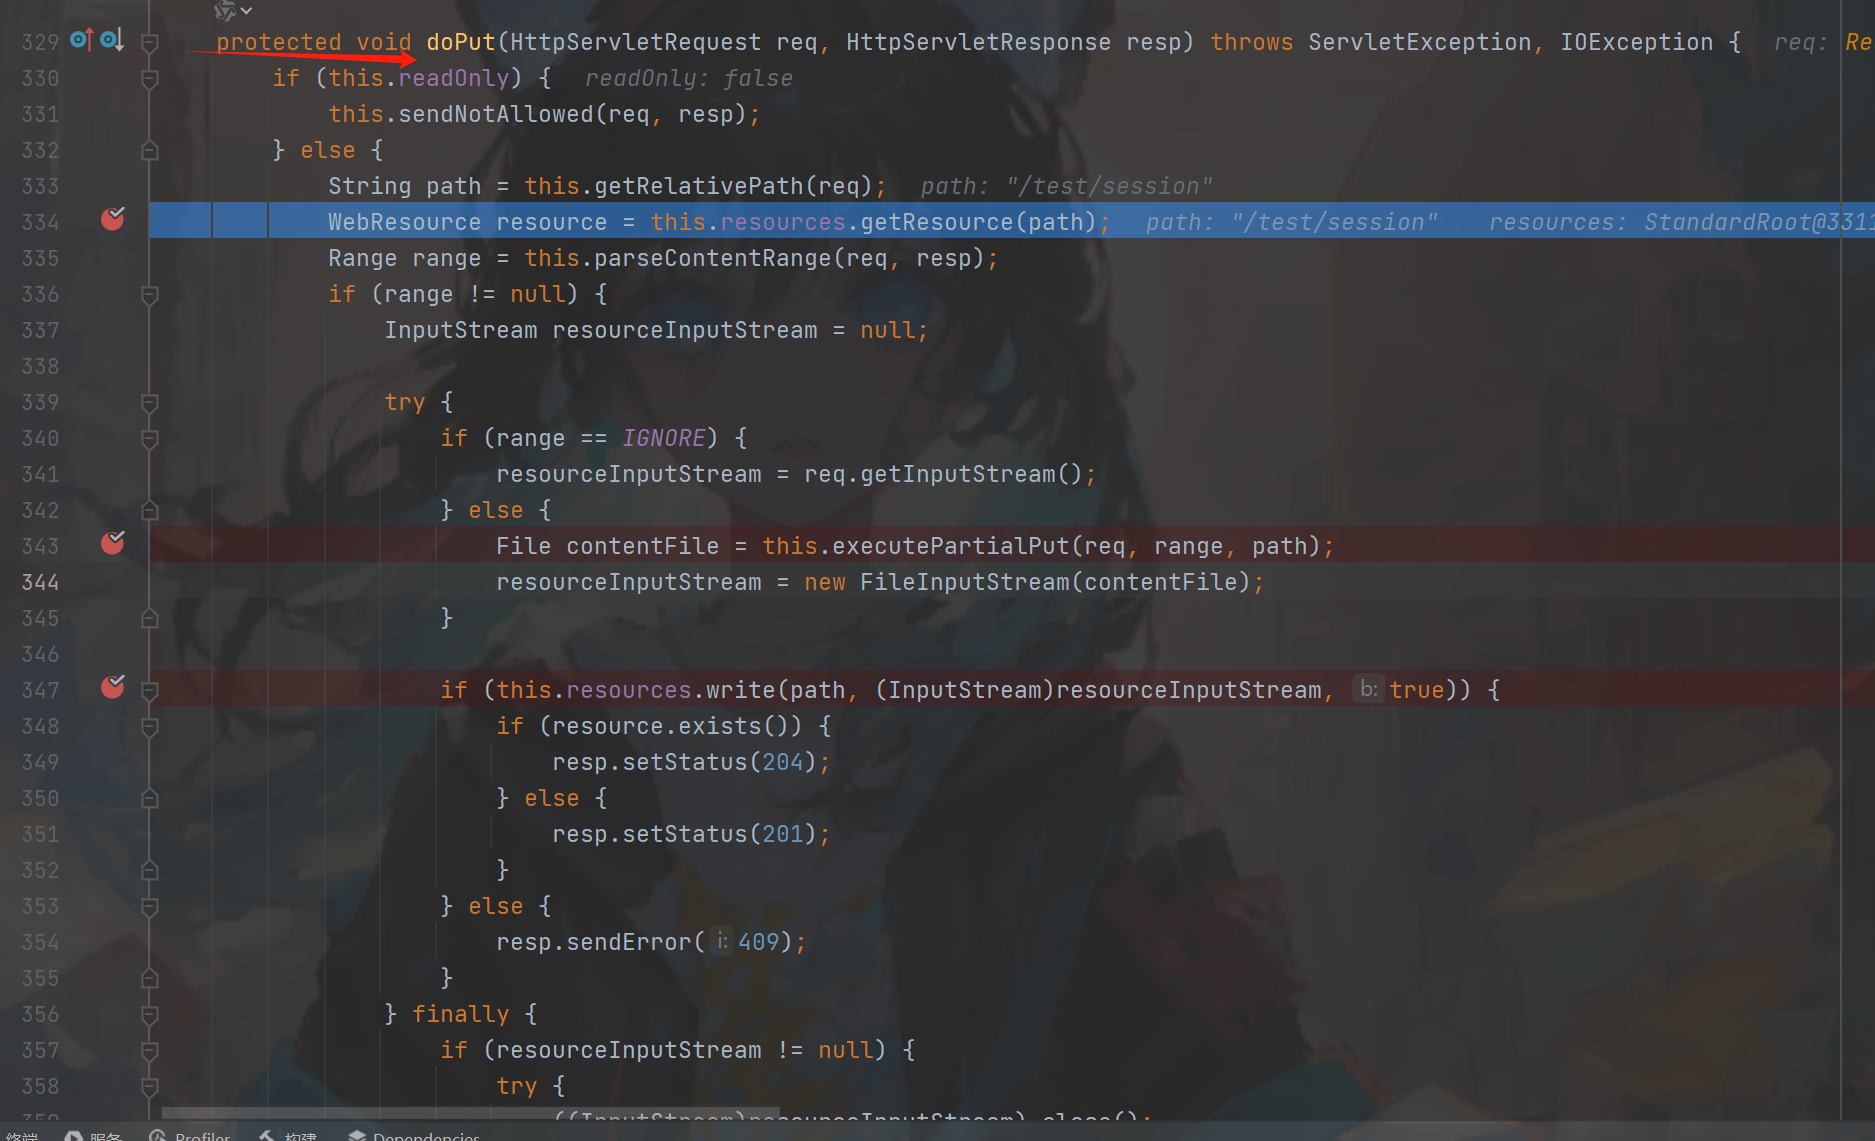 329 protected void doPut(HttpServletRequest req, HttpServletResponse resp) throws ServletException, IOException { req: Re
330 if (this.readOnly) { readOnly: false
331 this.sendNotAllowed(req, resp);
332 } else {
333 String path = this.getRelativePath(req); path: "/test/session"
334 WebResource resource = this.resources.getResource(path); path: "/test/session" resources: StandardRoot@3311
335 Range range = this.parseContentRange(req, resp);
336 if (range != null) {
337 InputStream resourceInputStream = null;
338
339 try {
340 if (range == IGNORE) {
341 resourceInputStream = req.getInputStream();
342 } else {
343 File contentFile = this.executePartialPut(req, range, path);
344 resourceInputStream = new FileInputStream(contentFile);
345 }
346
347 if (this.resources.write(path, (InputStream)resourceInputStream, b: true)) {
348 if (resource.exists()) {
349 resp.setStatus(204);
350 } else {
351 resp.setStatus(201);
352 }
353 } else {
354 resp.sendError( i: 409);
355 }
356 } finally {
357 if (resourceInputStream != null) {
358 try {
359 ((InputStream)resourceInputStream).close();
终端 服务 Profiler 构建 Dependencies